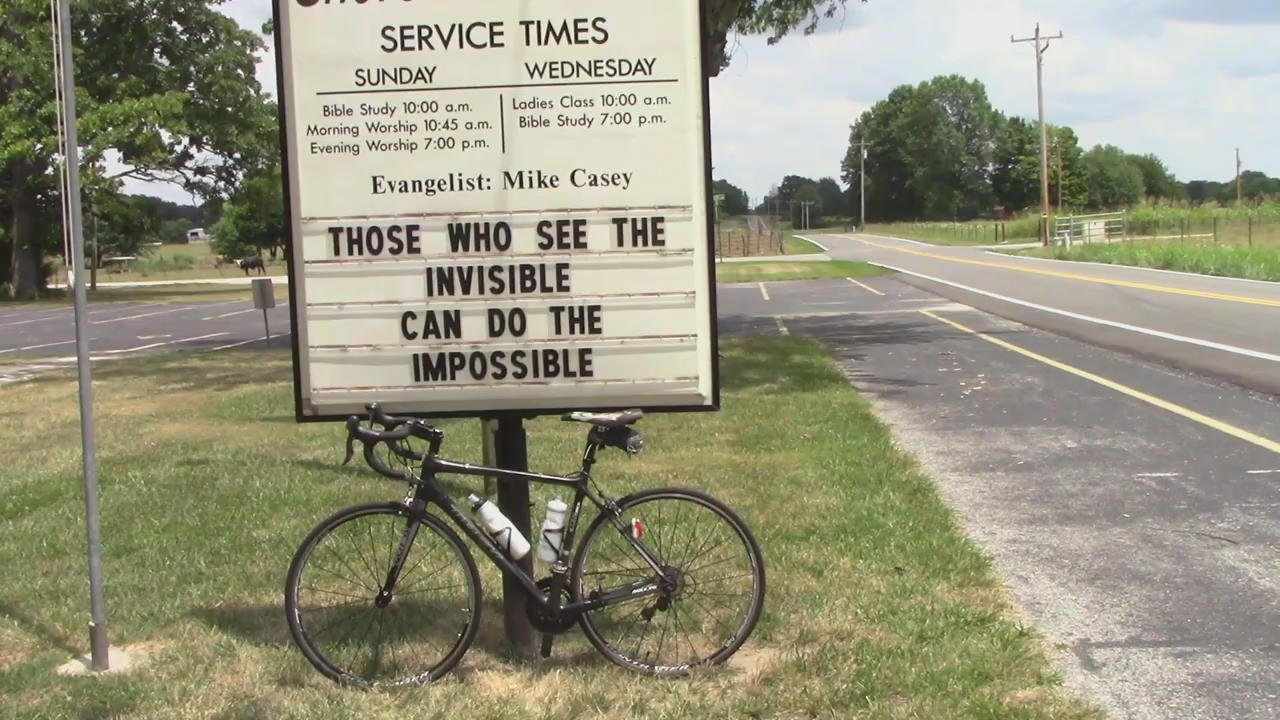 SERVICE TIMES
SUNDAY WEDNESDAY
Bible Study 10:00 a.m. Ladies Class 10:00 a.m.
Morning Worship 10:45 a.m. Bible Study 7:00 p.m.
Evening Worship 7:00 p.m.
Evangelist: Mike Casey
THOSE WHO SEE THE
INVISIBLE
CAN DO THE
IMPOSSIBLE